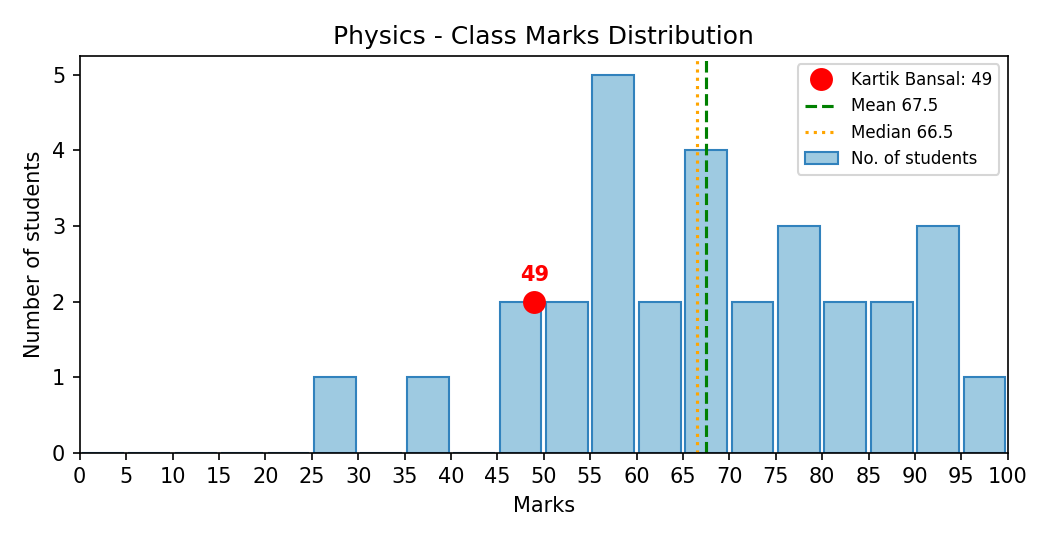 Physics - Class Marks Distribution
Kartik Bansal: 49
Mean 67.5
Median 66.5
No. of students
Number of students
5
4
3
2
1
0
49
0 5 10 15 20 25 30 35 40 45 50 55 60 65 70 75 80 85 90 95 100
Marks